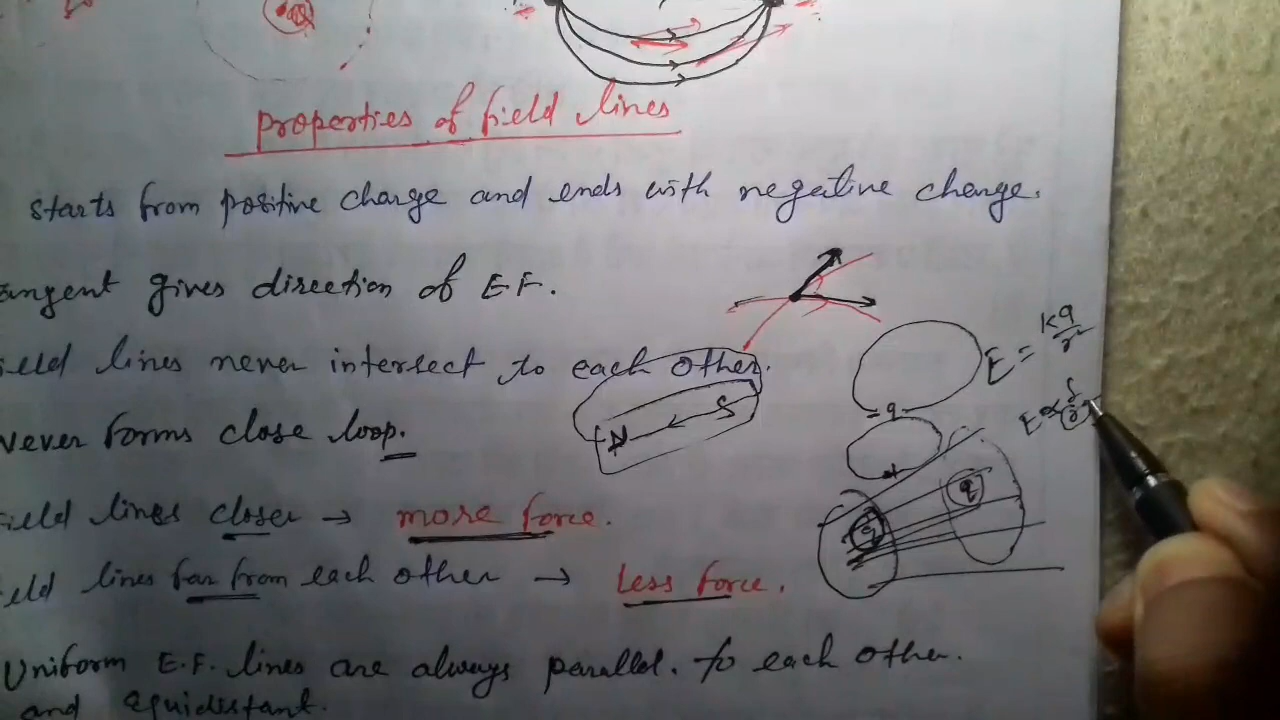 Properties of field lines
starts from positive charge and ends with negative charge.
angent gives direction of E F.
ield lines never intersect to each other.
Never forms close loop.
N S
E = kq/r²
q
field lines closer → more force.
q
q
eld lines far from each other → Less force.
Uniform E.F. lines are always parallel. to each other.
and equidistant.